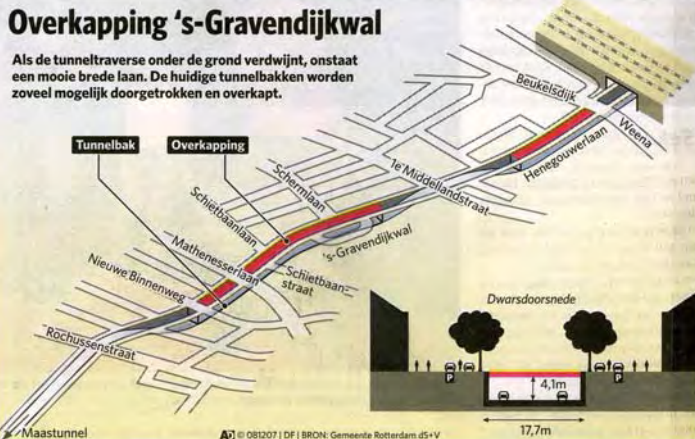 Overkapping ‘s-Gravendijkwal
Als de tunneltraverse onder de grond verdwijnt, onstaat
een mooie brede laan. De huidige tunnelbakken worden
zoveel mogelijk doorgetrokken en overkapt.
Tunnelbak
Overkapping
Beukelsdijk
Weena
Henegouwerlaan
1e Middellandstraat
Schermlaan
Schietbaanlaan
's-Gravendijkwal
Mathenesserlaan
Schietbaan-
straat
Nieuwe Binnenweg
Rochussenstraat
Maastunnel
Dwarsdoorsnede
P
P
4,1m
17,7m
AD © 081207 | DF | BRON: Gemeente Rotterdam dS+V